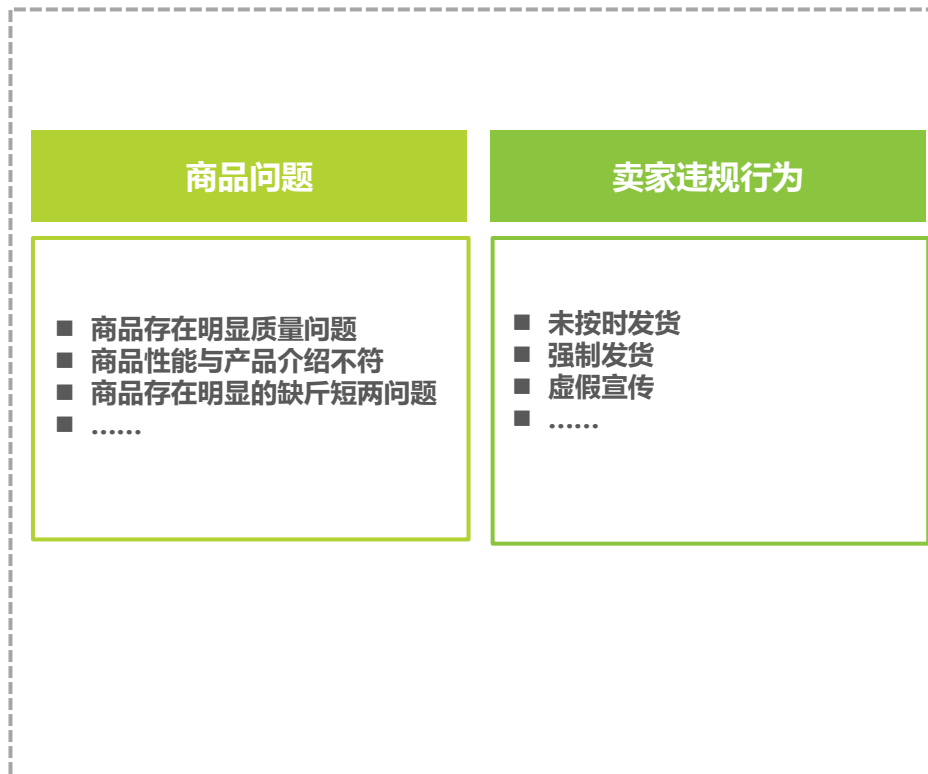 商品问题
■ 商品存在明显质量问题
■ 商品性能与产品介绍不符
■ 商品存在明显的缺斤短两问题
■ ……
卖家违规行为
■ 未按时发货
■ 强制发货
■ 虚假宣传
■ ……